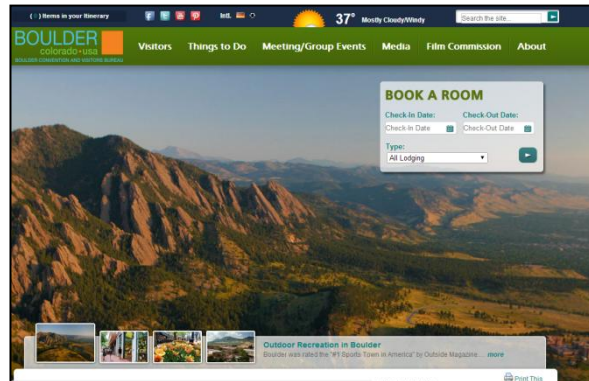 ( 0 ) Items in your Itinerary
Intl.
37° Mostly Cloudy/Windy
Search the site..
BOULDER
colorado•usa
BOULDER CONVENTION AND VISITORS BUREAU
Visitors Things to Do Meeting/Group Events Media Film Commission About
BOOK A ROOM
Check-In Date: Check-Out Date:
Check-In Date Check-Out Date
Type:
All Lodging
Outdoor Recreation in Boulder
Boulder was rated the "#1 Sports Town in America" by Outside Magazine... more
Print This